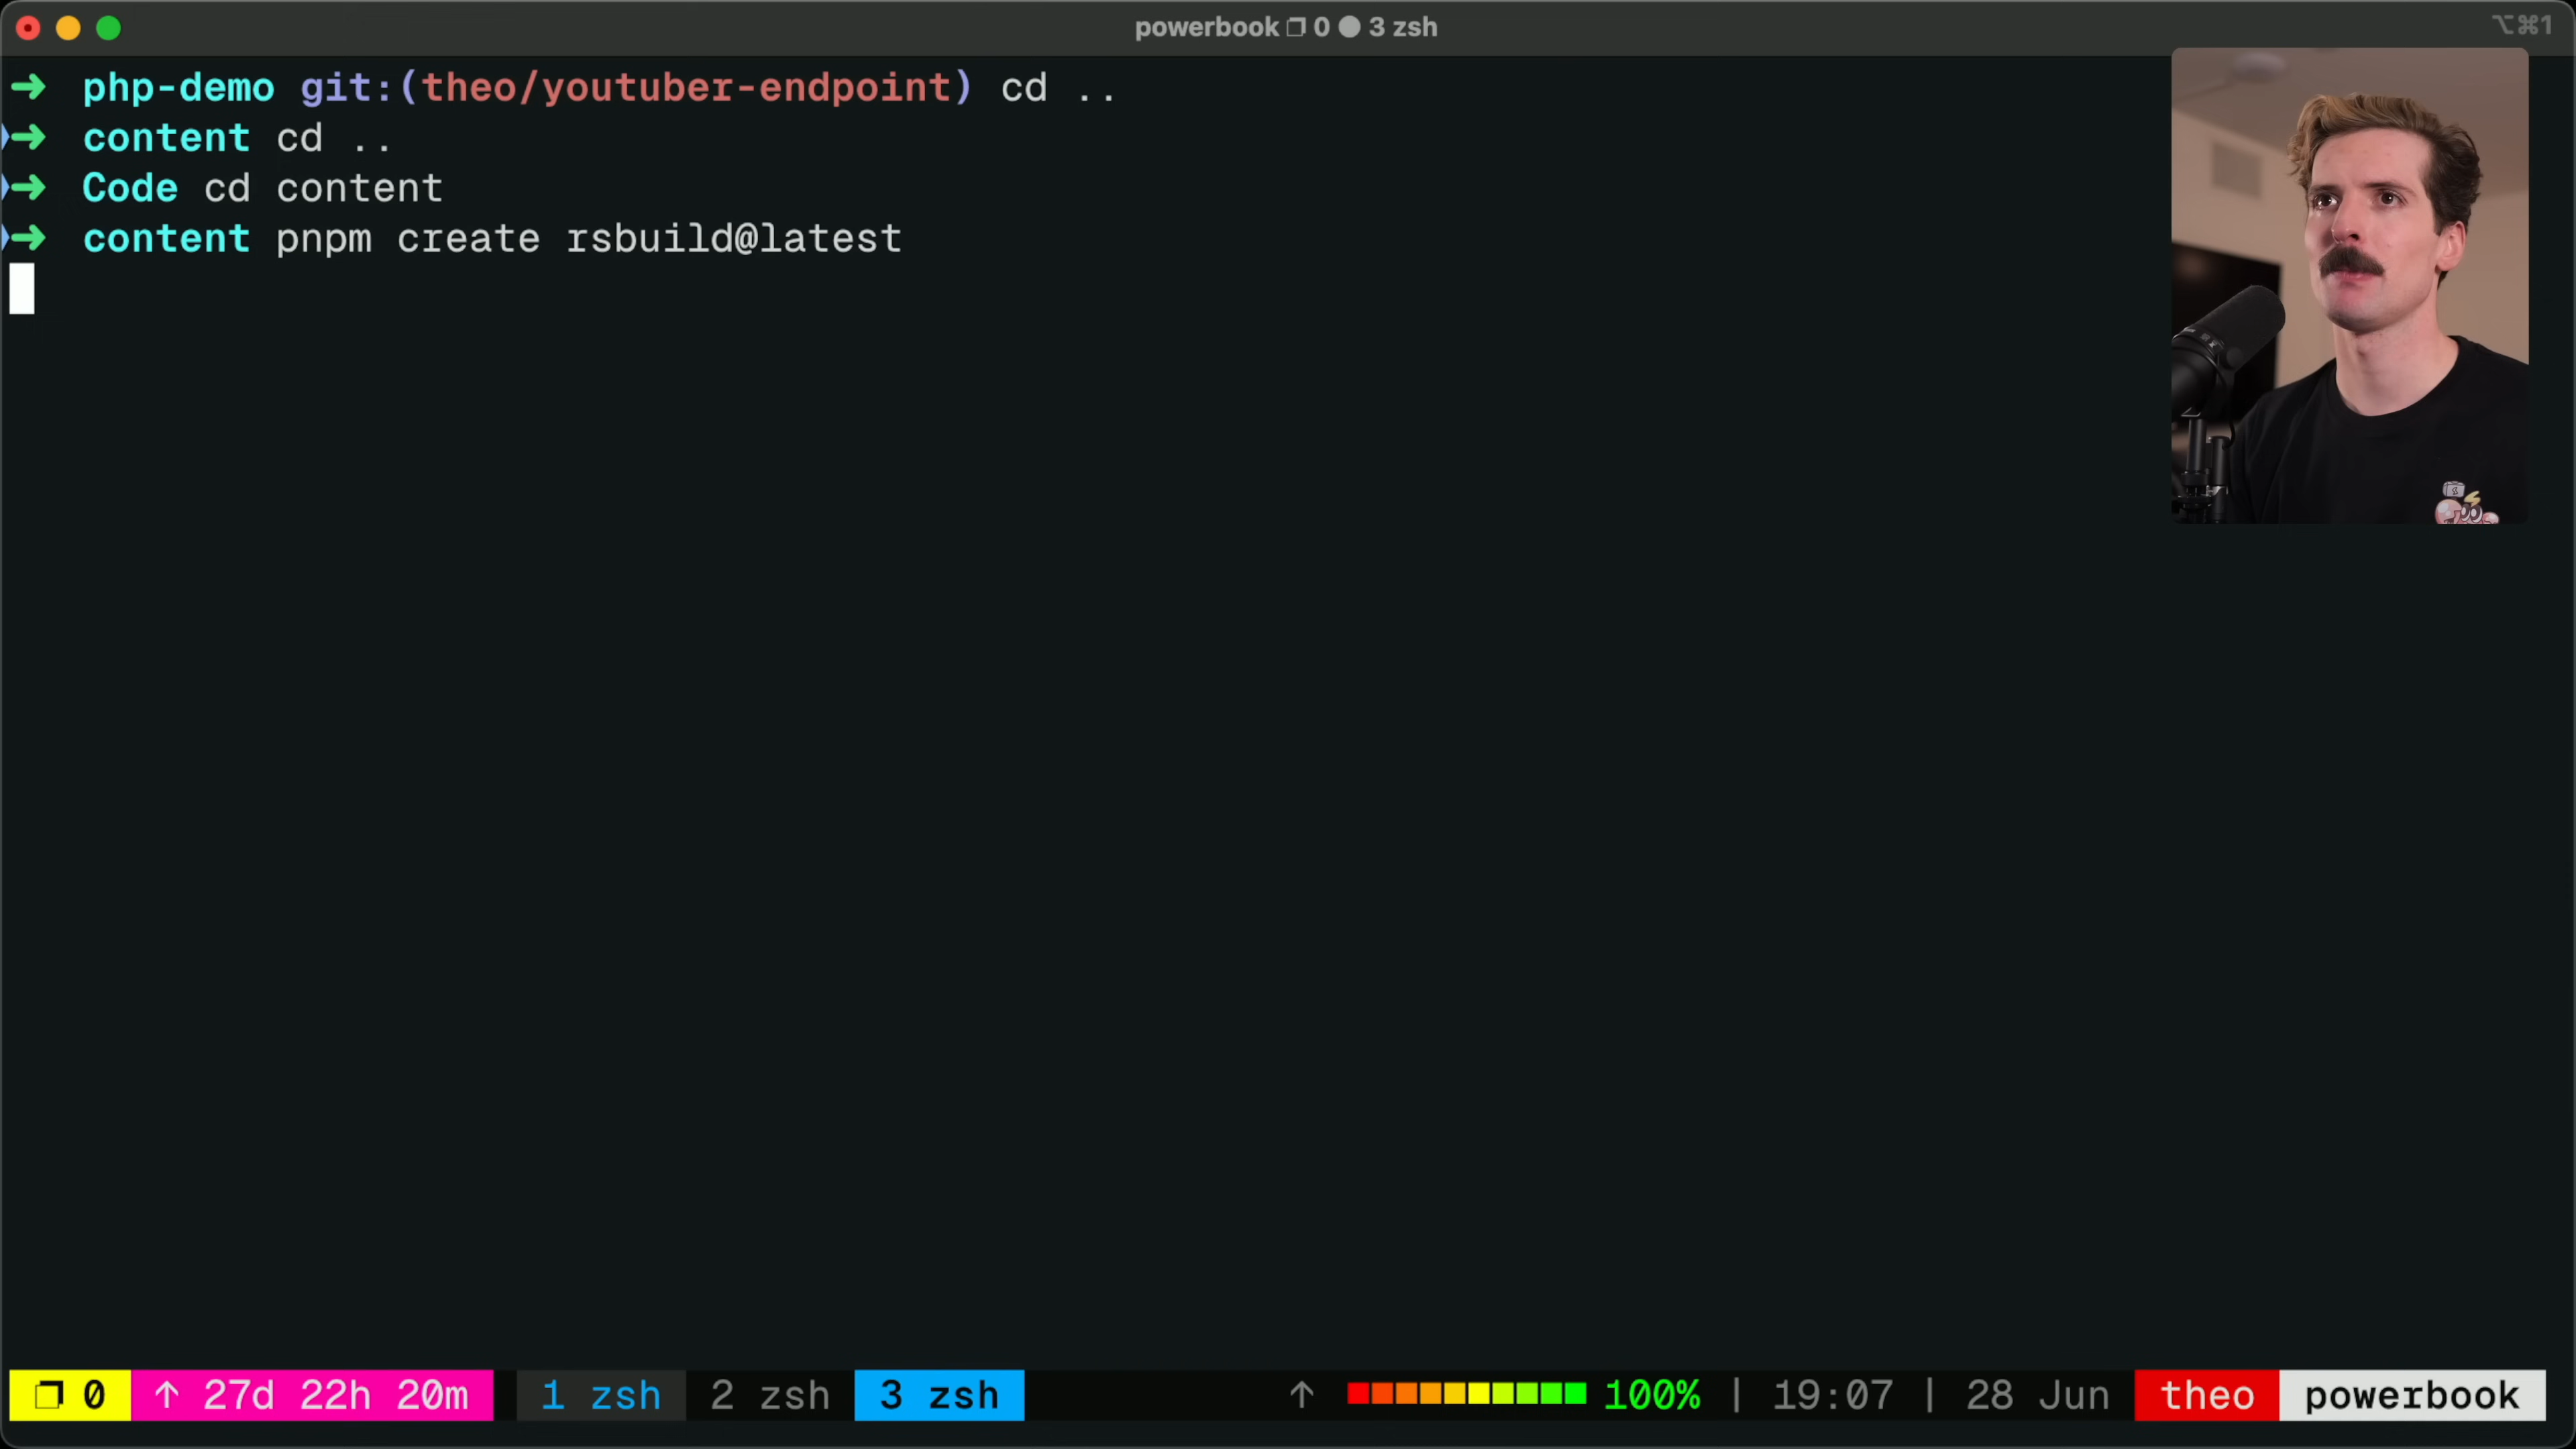 powerbook 0 3 zsh
⌥⌘1
➜ php-demo git:(theo/youtuber-endpoint) cd ..
➜ content cd ..
➜ Code cd content
➜ content pnpm create rsbuild@latest
❐ 0 ↑ 27d 22h 20m 1 zsh 2 zsh 3 zsh ↑ 100% | 19:07 | 28 Jun theo powerbook